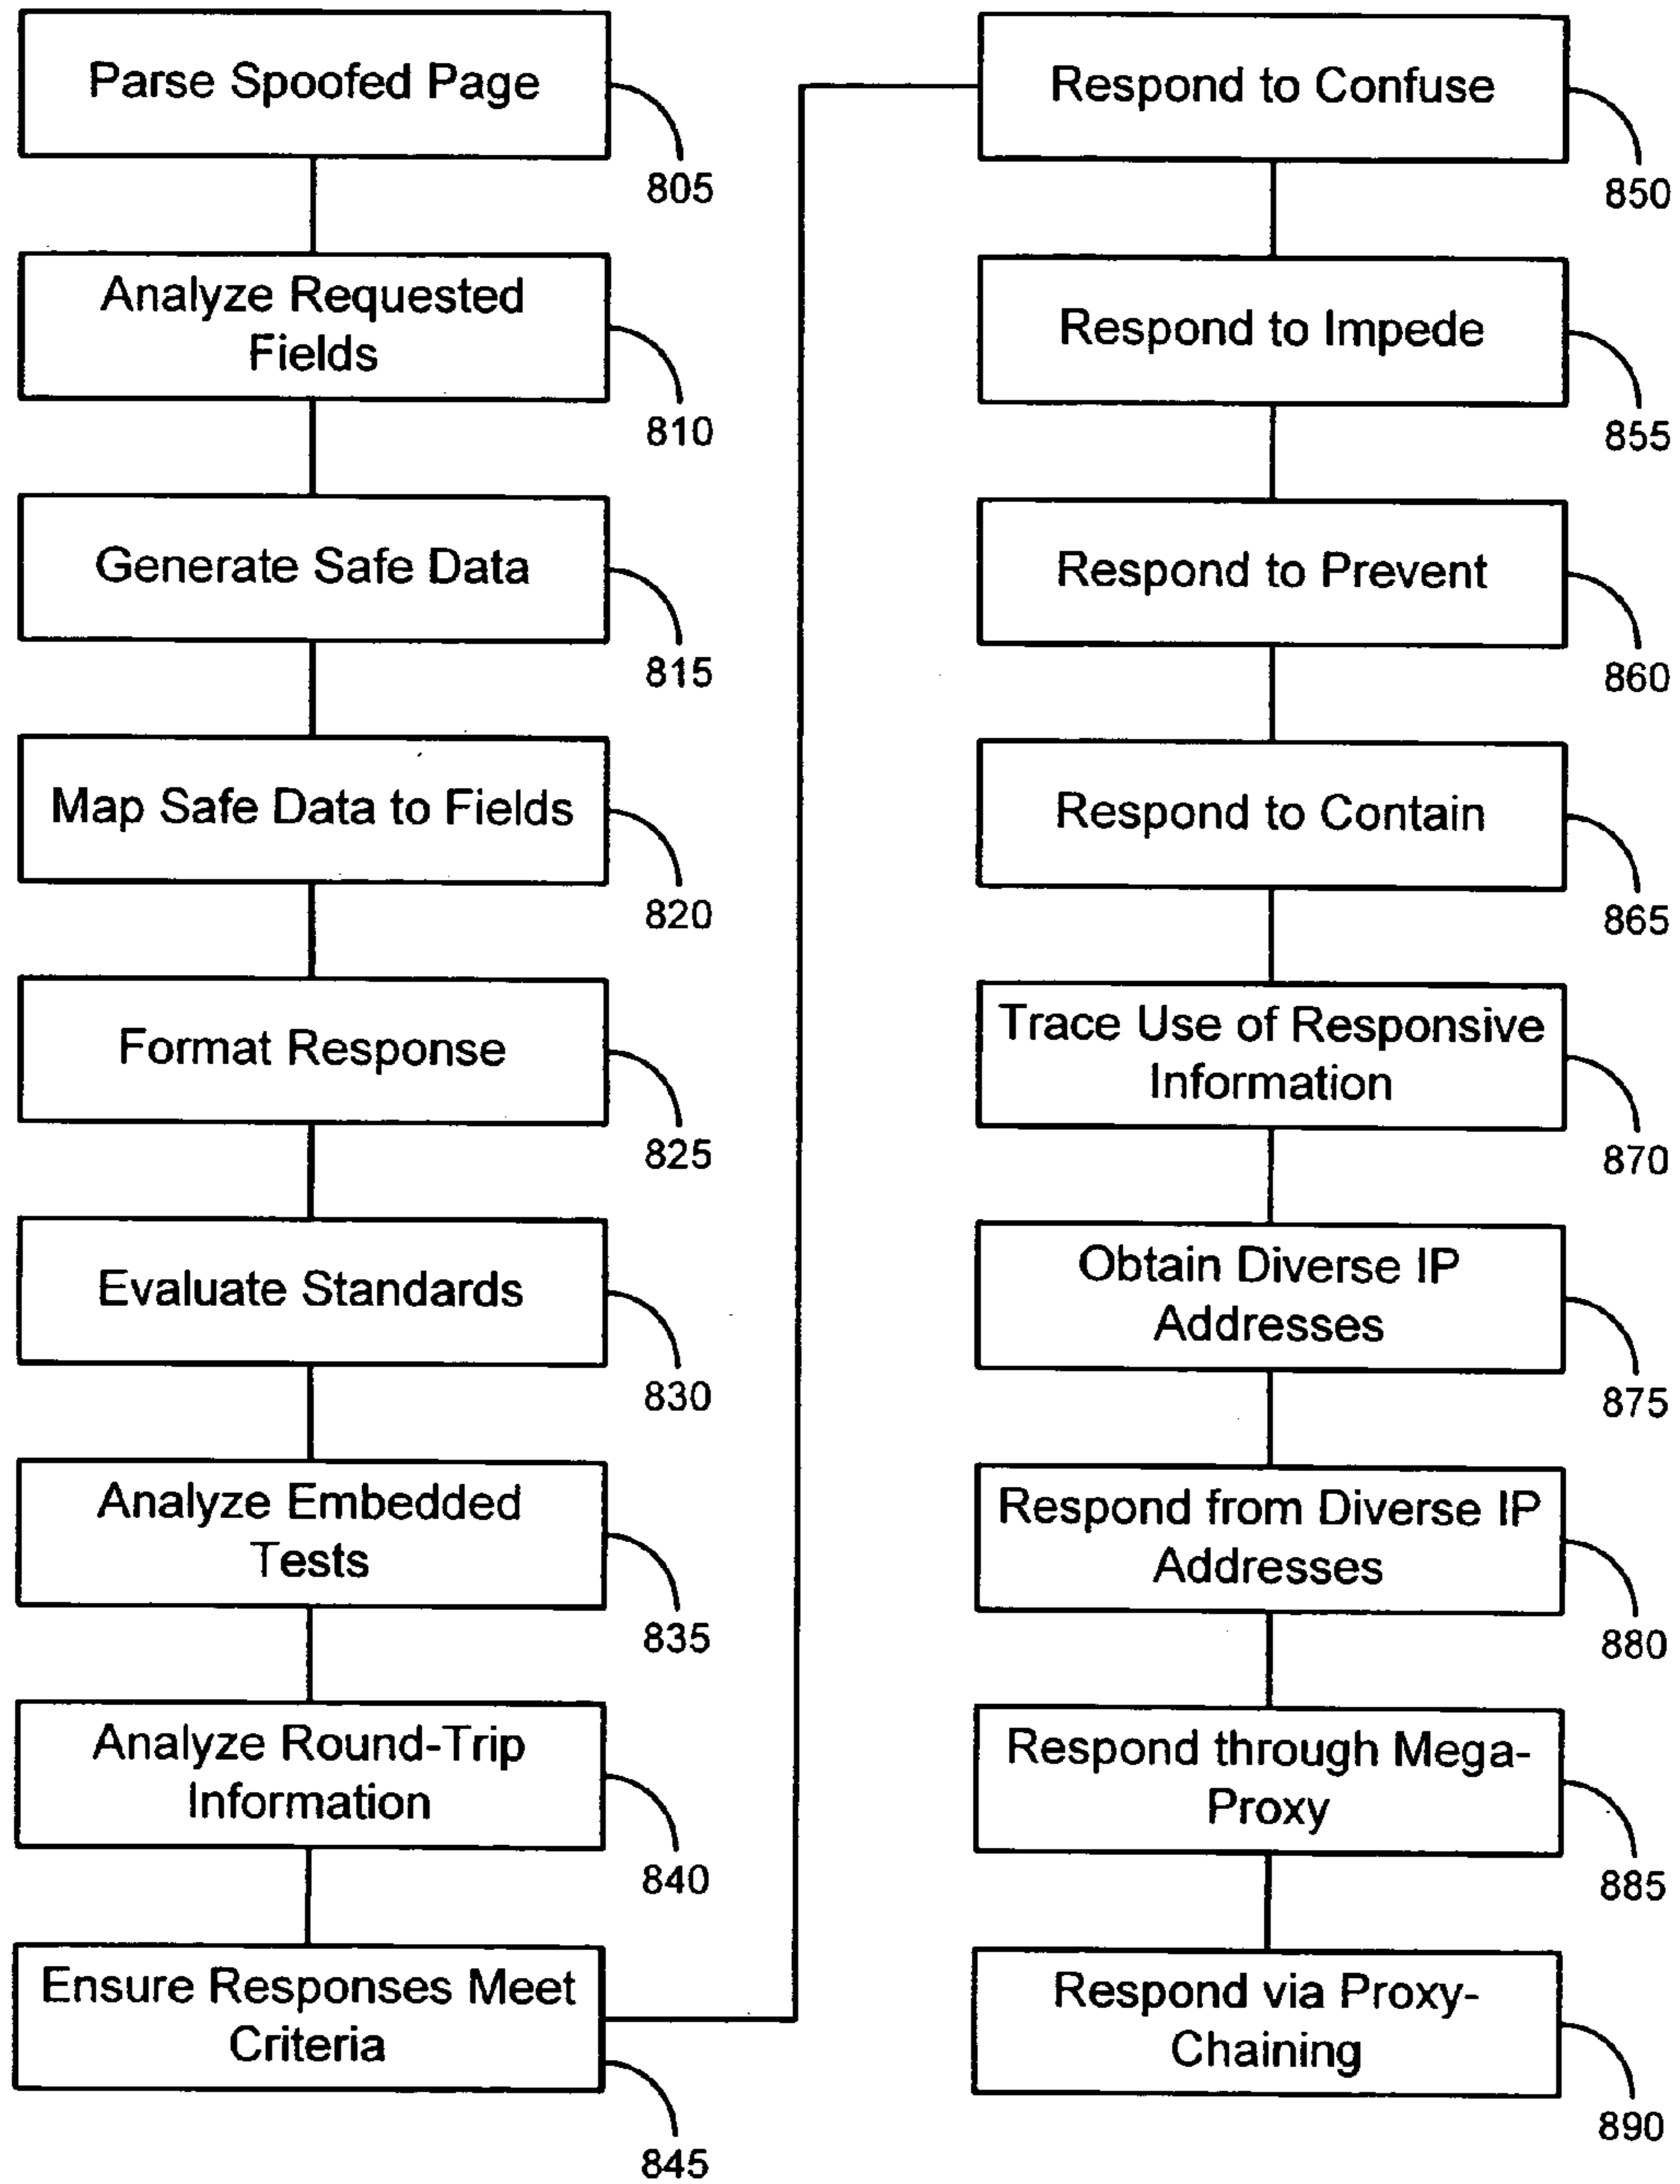 Parse Spoofed Page
805
Analyze Requested
Fields
810
Generate Safe Data
815
Map Safe Data to Fields
820
Format Response
825
Evaluate Standards
830
Analyze Embedded
Tests
835
Analyze Round-Trip
Information
840
Ensure Responses Meet
Criteria
845
Respond to Confuse
850
Respond to Impede
855
Respond to Prevent
860
Respond to Contain
865
Trace Use of Responsive
Information
870
Obtain Diverse IP
Addresses
875
Respond from Diverse IP
Addresses
880
Respond through Mega-
Proxy
885
Respond via Proxy-
Chaining
890